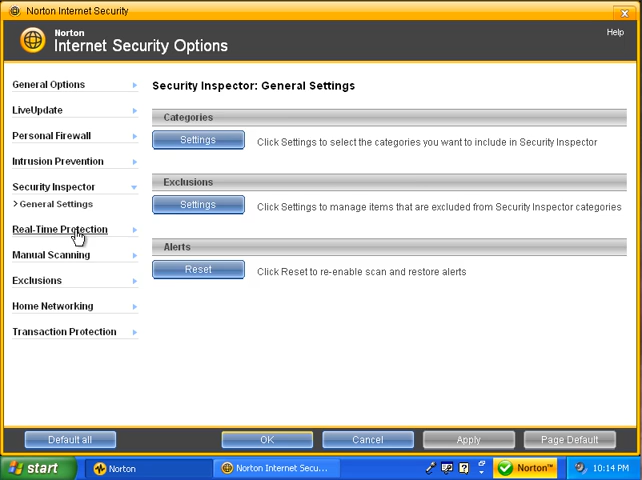 Norton Internet Security
Norton
Internet Security Options
Help
General Options
LiveUpdate
Personal Firewall
Intrusion Prevention
Security Inspector
> General Settings
Real-Time Protection
Manual Scanning
Exclusions
Home Networking
Transaction Protection
Security Inspector: General Settings
Categories
Settings Click Settings to select the categories you want to include in Security Inspector
Exclusions
Settings Click Settings to manage items that are excluded from Security Inspector categories
Alerts
Reset Click Reset to re-enable scan and restore alerts
Default all OK Cancel Apply Page Default
start Norton Norton Internet Secu... Norton™ 10:14 PM